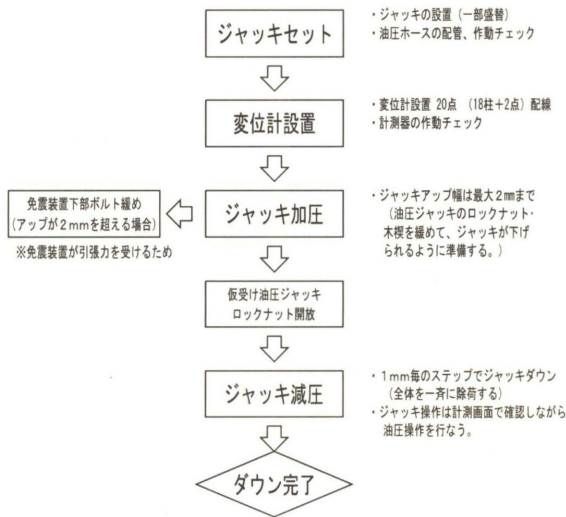 ジャッキセット
・ジャッキの設置（一部盛替）
・油圧ホースの配管、作動チェック
変位計設置
・変位計設置 20点 （18柱＋2点）配線
・計測器の作動チェック
免震装置下部ボルト緩め
(アップが２ｍｍを超える場合)
※免震装置が引張力を受けるため
ジャッキ加圧
・ジャッキアップ幅は最大２㎜まで
（油圧ジャッキのロックナット・
木楔を緩めて、ジャッキが下げ
られるように準備する。）
仮受け油圧ジャッキ
ロックナット開放
ジャッキ減圧
・１ｍｍ毎のステップでジャッキダウン
（全体を一斉に除荷する）
・ジャッキ操作は計測画面で確認しながら
油圧操作を行なう。
ダウン完了